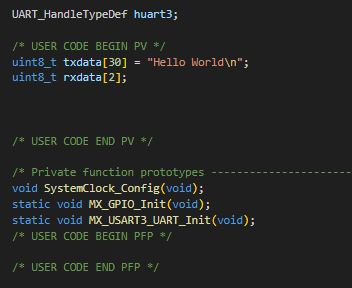 UART_HandleTypeDef huart3;
/* USER CODE BEGIN PV */
uint8_t txdata[30] = "Hello World\n";
uint8_t rxdata[2];
/* USER CODE END PV */
/* Private function prototypes ----------------------
void SystemClock_Config(void);
static void MX_GPIO_Init(void);
static void MX_USART3_UART_Init(void);
/* USER CODE BEGIN PFP */
/* USER CODE END PFP */